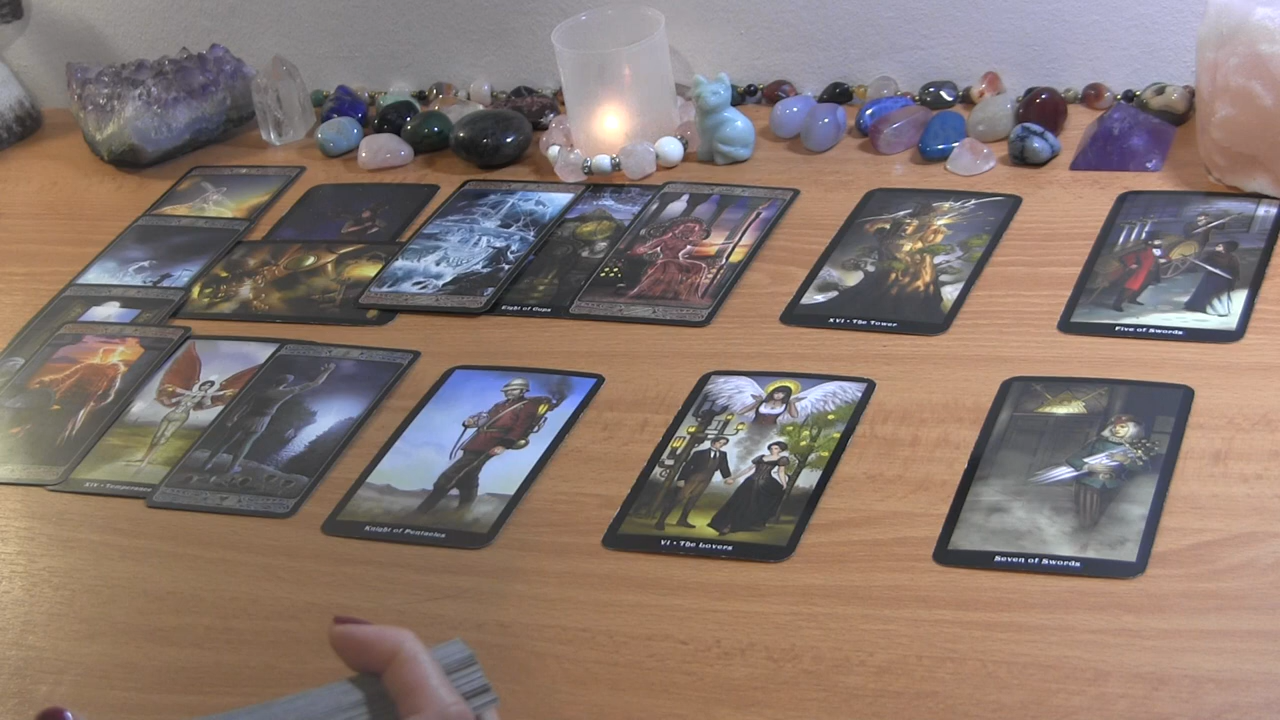 Eight of Cups
XVI • The Tower
Five of Swords
XIV • Temperance
Knight of Pentacles
VI • The Lovers
Seven of Swords